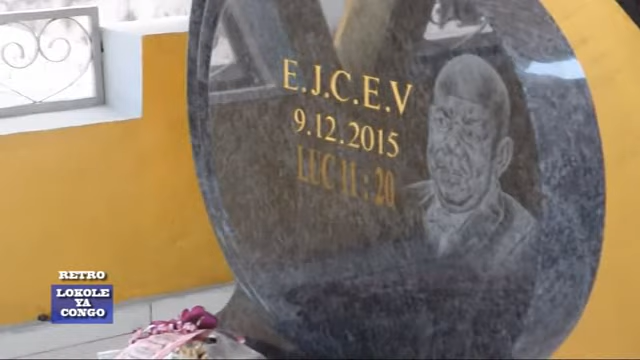 E.J.C.E.V
9.12.2015
LUC 11 : 20
RETRO
LOKOLE
YA
CONGO